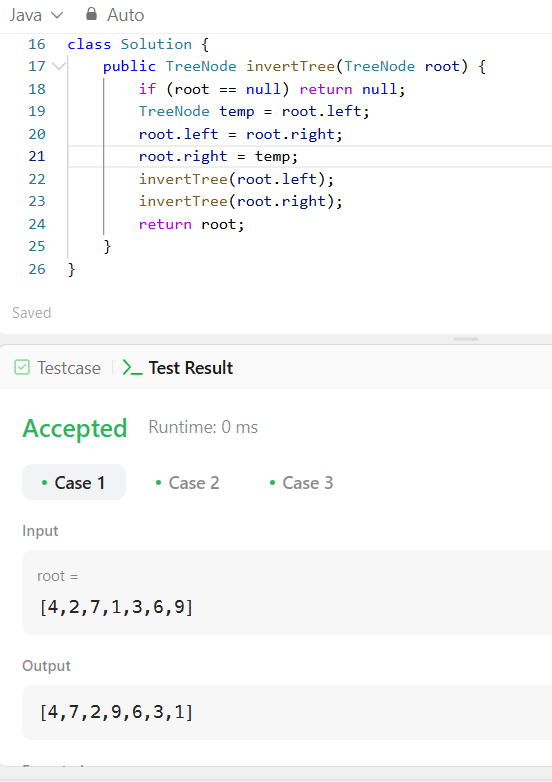 Java Auto
16 class Solution {
17 public TreeNode invertTree(TreeNode root) {
18 if (root == null) return null;
19 TreeNode temp = root.left;
20 root.left = root.right;
21 root.right = temp;
22 invertTree(root.left);
23 invertTree(root.right);
24 return root;
25 }
26 }
Saved
Testcase Test Result
Accepted Runtime: 0 ms
Case 1 Case 2 Case 3
Input
root =
[4,2,7,1,3,6,9]
Output
[4,7,2,9,6,3,1]